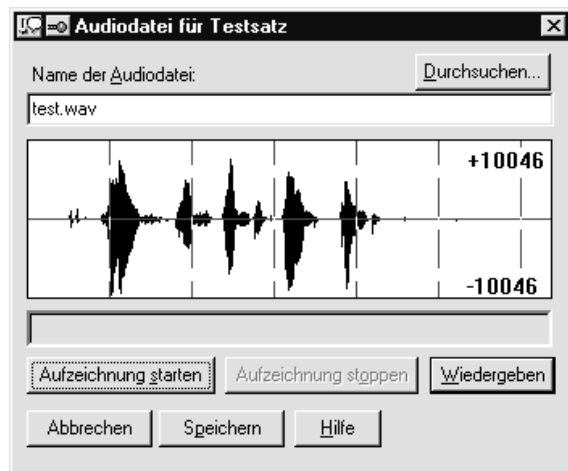 Audiodatei für Testsatz
Name der Audiodatei:
Durchsuchen...
test.wav
+10046
-10046
Aufzeichnung starten
Aufzeichnung stoppen
Wiedergeben
Abbrechen
Speichern
Hilfe